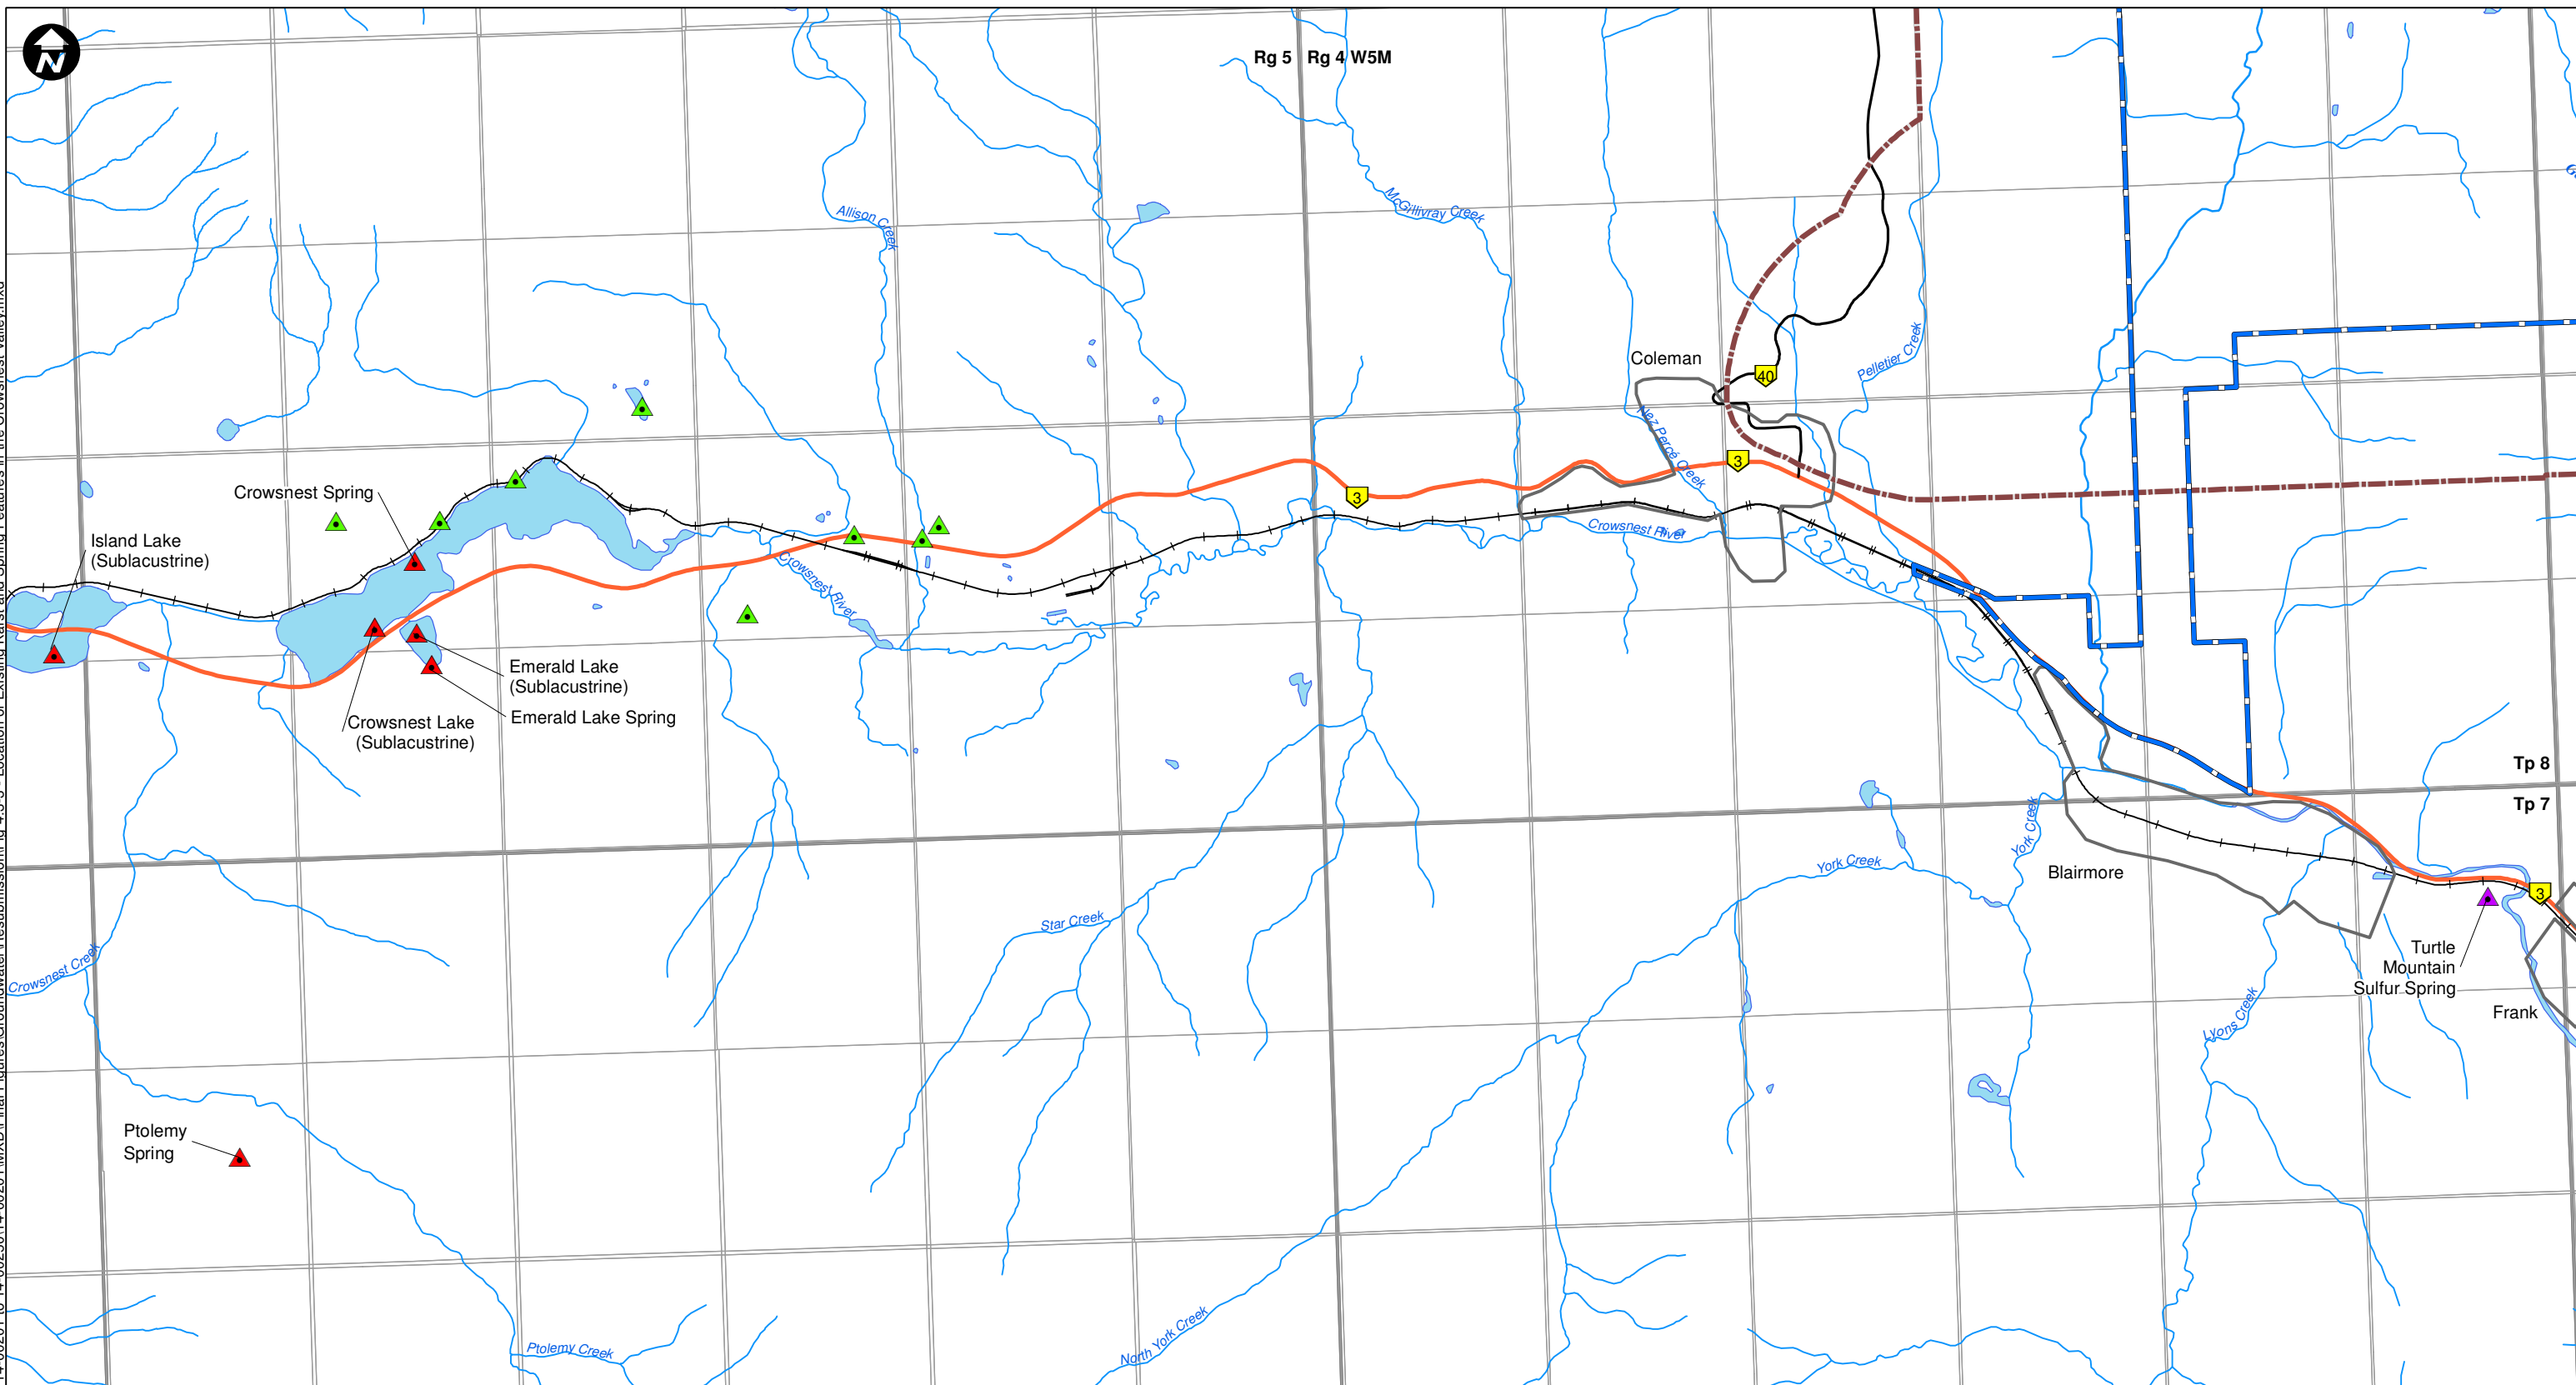 N
Rg 5 Rg 4 W5M
Allison Creek
McGillivray Creek
Pelletier Creek
Coleman
40
Nez Percé Creek
3
3
Crowsnest River
Crowsnest Spring
Island Lake
(Sublacustrine)
Crowsnest River
Emerald Lake
(Sublacustrine)
Emerald Lake Spring
Crowsnest Lake
(Sublacustrine)
Tp 8
Tp 7
York Creek
York Creek
Blairmore
3
Star Creek
Crowsnest Creek
Turtle
Mountain
Sulfur Spring
Frank
Lyons Creek
Ptolemy
Spring
North York Creek
Ptolemy Creek